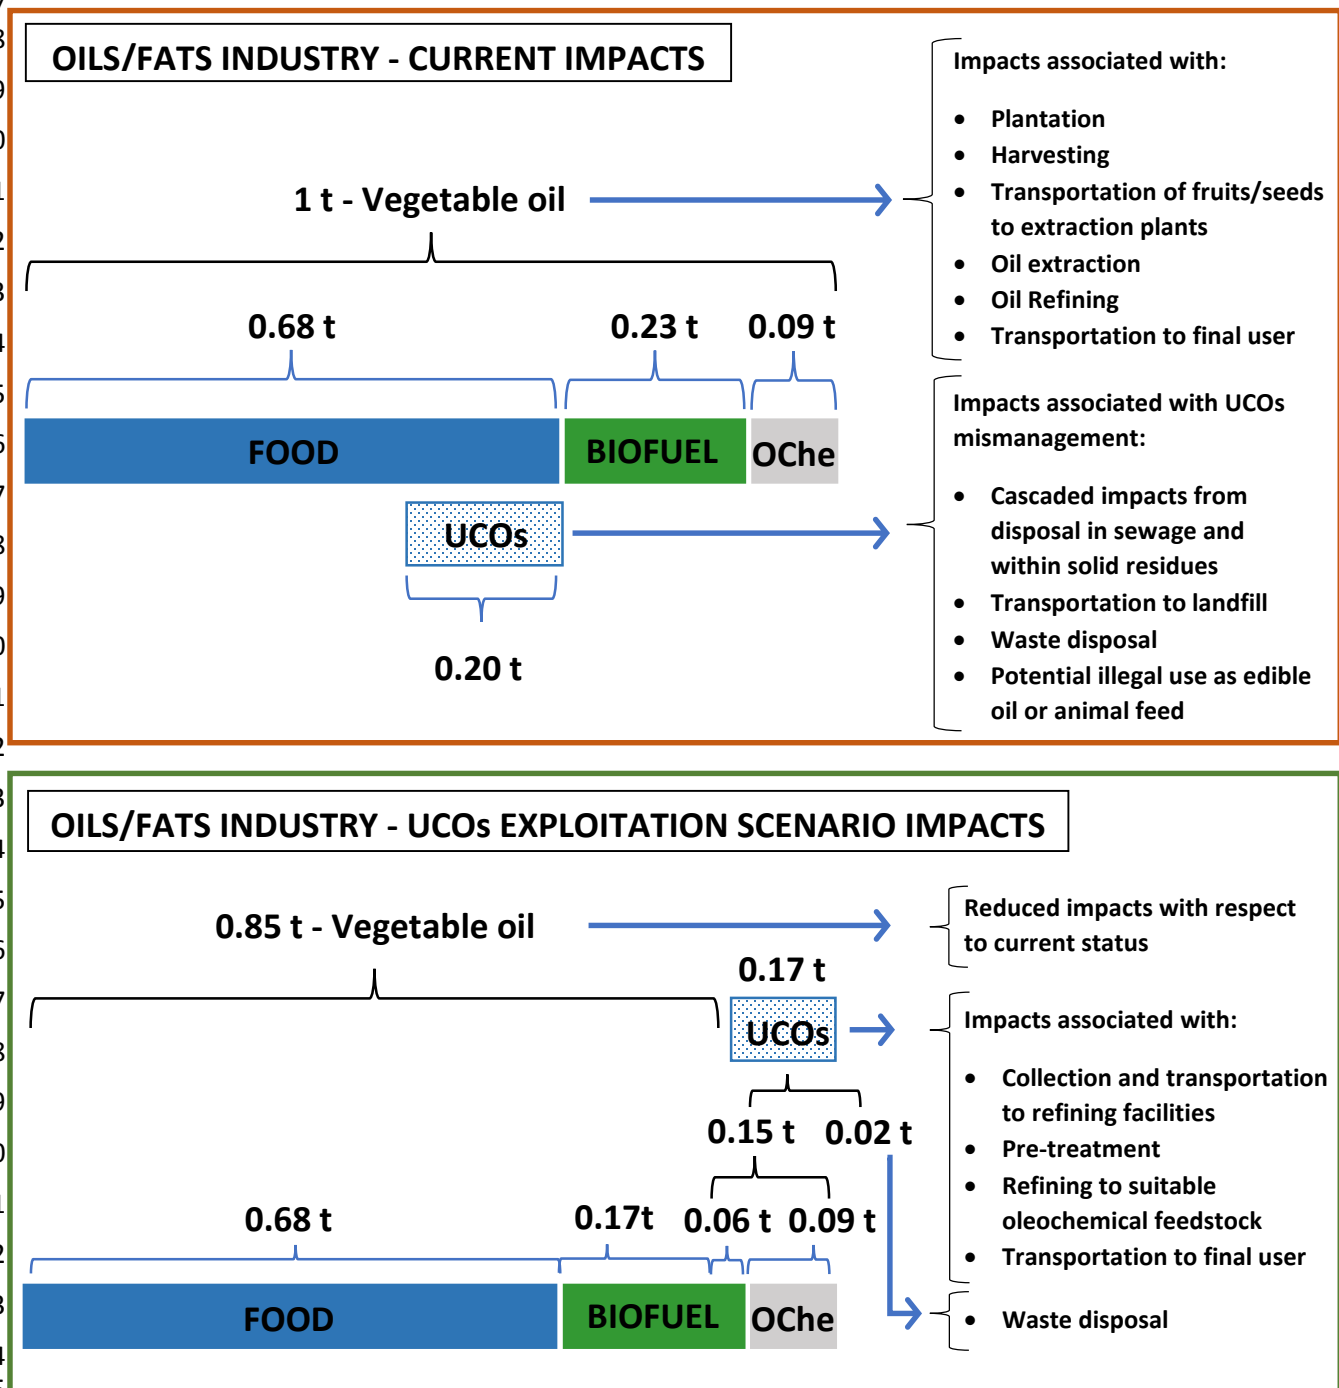 OILS/FATS INDUSTRY - CURRENT IMPACTS
1 t - Vegetable oil
0.68 t
0.23 t
0.09 t
FOOD
BIOFUEL
OChe
UCOs
0.20 t
Impacts associated with:
• Plantation
• Harvesting
• Transportation of fruits/seeds
to extraction plants
• Oil extraction
• Oil Refining
• Transportation to final user
Impacts associated with UCOs
mismanagement:
• Cascaded impacts from
disposal in sewage and
within solid residues
• Transportation to landfill
• Waste disposal
• Potential illegal use as edible
oil or animal feed
OILS/FATS INDUSTRY - UCOs EXPLOITATION SCENARIO IMPACTS
0.85 t - Vegetable oil
0.17 t
UCOs
0.15 t
0.02 t
0.68 t
0.17t
0.06 t
0.09 t
FOOD
BIOFUEL
OChe
Reduced impacts with respect
to current status
Impacts associated with:
• Collection and transportation
to refining facilities
• Pre-treatment
• Refining to suitable
oleochemical feedstock
• Transportation to final user
• Waste disposal